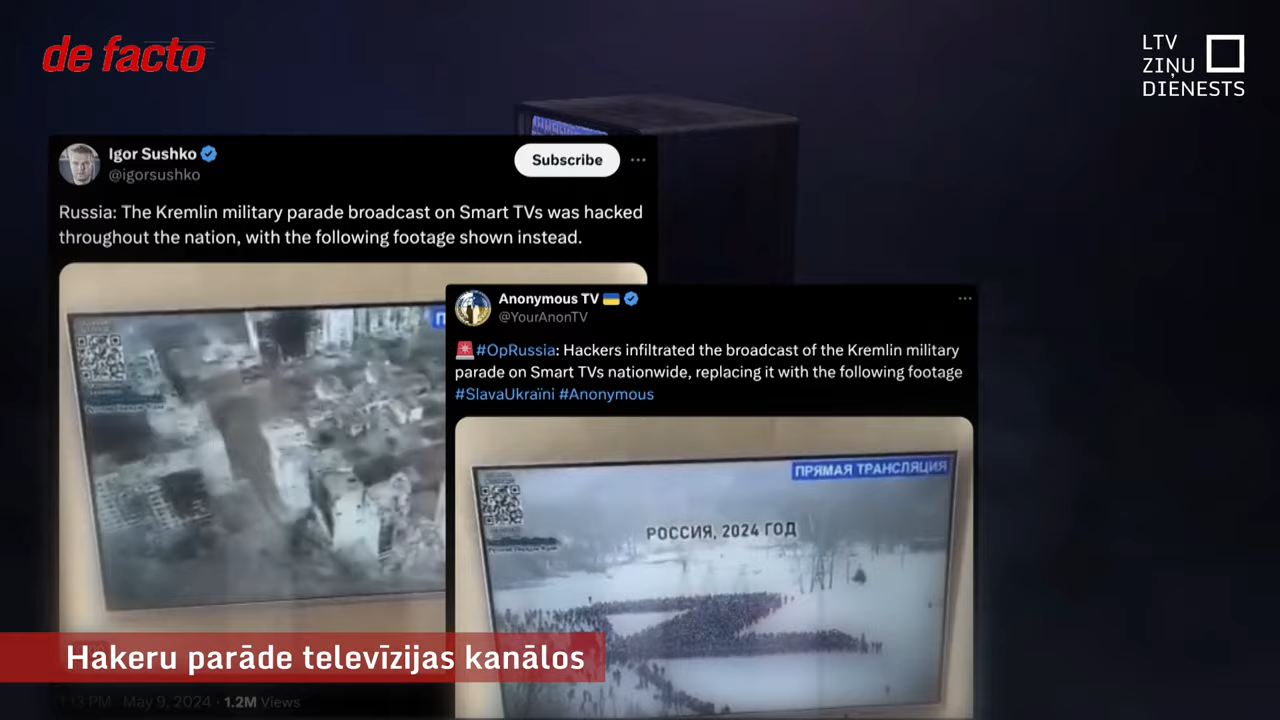 de facto
LTV
ZIŅU
DIENESTS
Igor Sushko
@igorsushko
Subscribe
Russia: The Kremlin military parade broadcast on Smart TVs was hacked
throughout the nation, with the following footage shown instead.
Anonymous TV
@YourAnonTV
#OpRussia: Hackers infiltrated the broadcast of the Kremlin military
parade on Smart TVs nationwide, replacing it with the following footage
#SlavaUkraïni #Anonymous
ПРЯМАЯ ТРАНСЛЯЦИЯ
РОССИЯ, 2024 ГОД
Hakeru parāde televīzijas kanālos
PM · May 9, 2024 · 1.2M Views